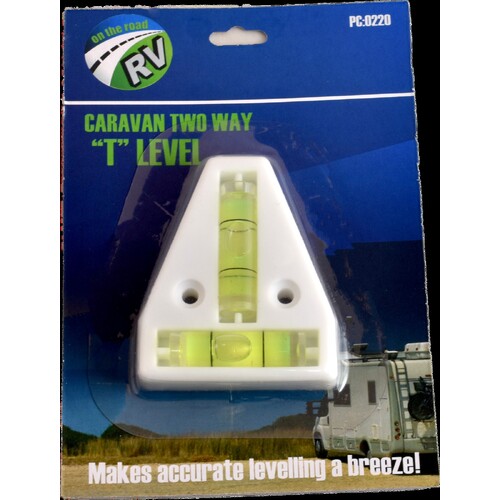 on the road
RV
PC:0220
CARAVAN TWO WAY
"T" LEVEL
Makes accurate levelling a breeze!